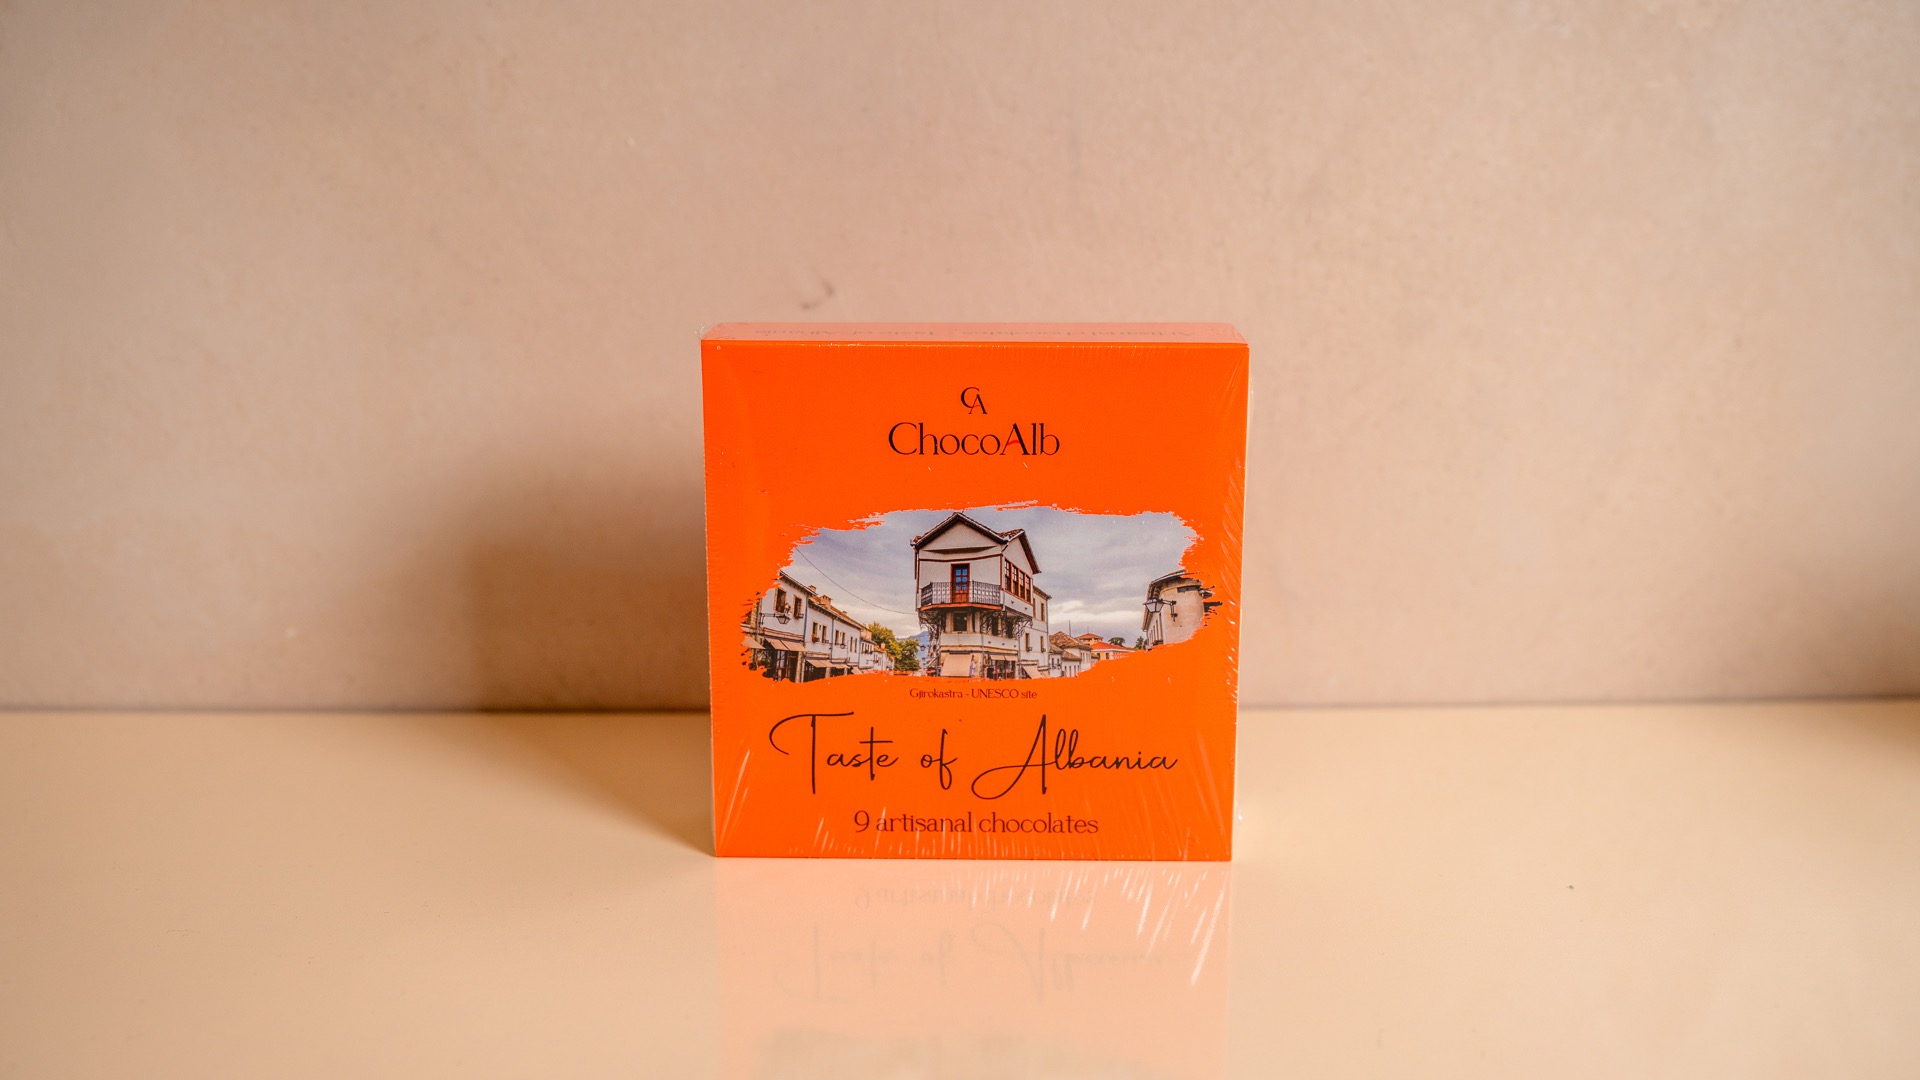 CA
ChocoAlb
Gjirokastra - UNESCO site
Taste of Albania
9 artisanal chocolates